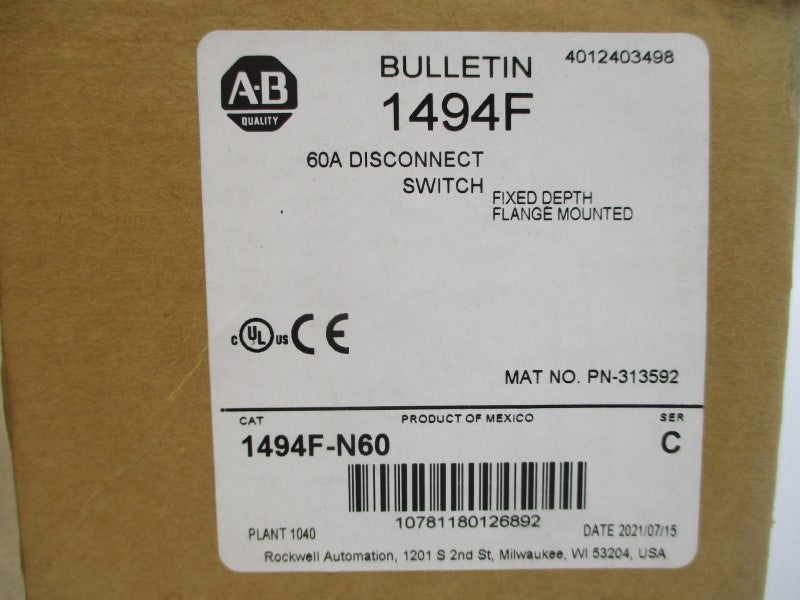 A-B
QUALITY
BULLETIN
4012403498
1494F
60A DISCONNECT
SWITCH
FIXED DEPTH
FLANGE MOUNTED
C UL US CE
MAT NO. PN-313592
CAT
PRODUCT OF MEXICO
SER
1494F-N60
C
10781180126892
PLANT 1040
DATE 2021/07/15
Rockwell Automation, 1201 S 2nd St, Milwaukee, WI 53204, USA